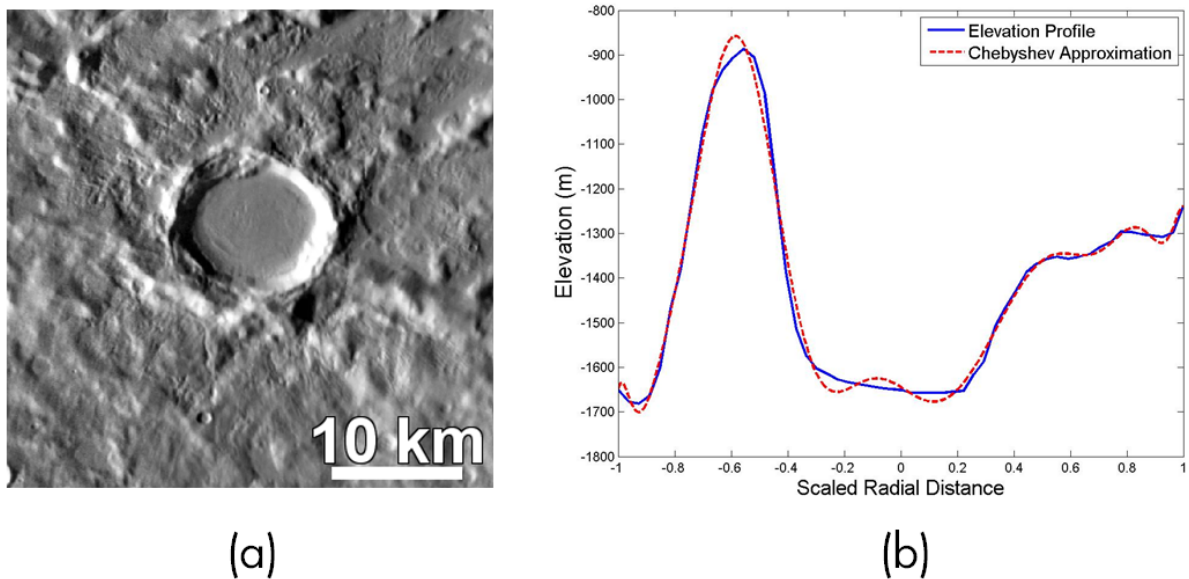 10 km
(a)
Elevation Profile
Chebyshev Approximation
-800
-900
-1000
-1100
-1200
-1300
-1400
-1500
-1600
-1700
-1800
Elevation (m)
-1 -0.8 -0.6 -0.4 -0.2 0 0.2 0.4 0.6 0.8 1
Scaled Radial Distance
(b)